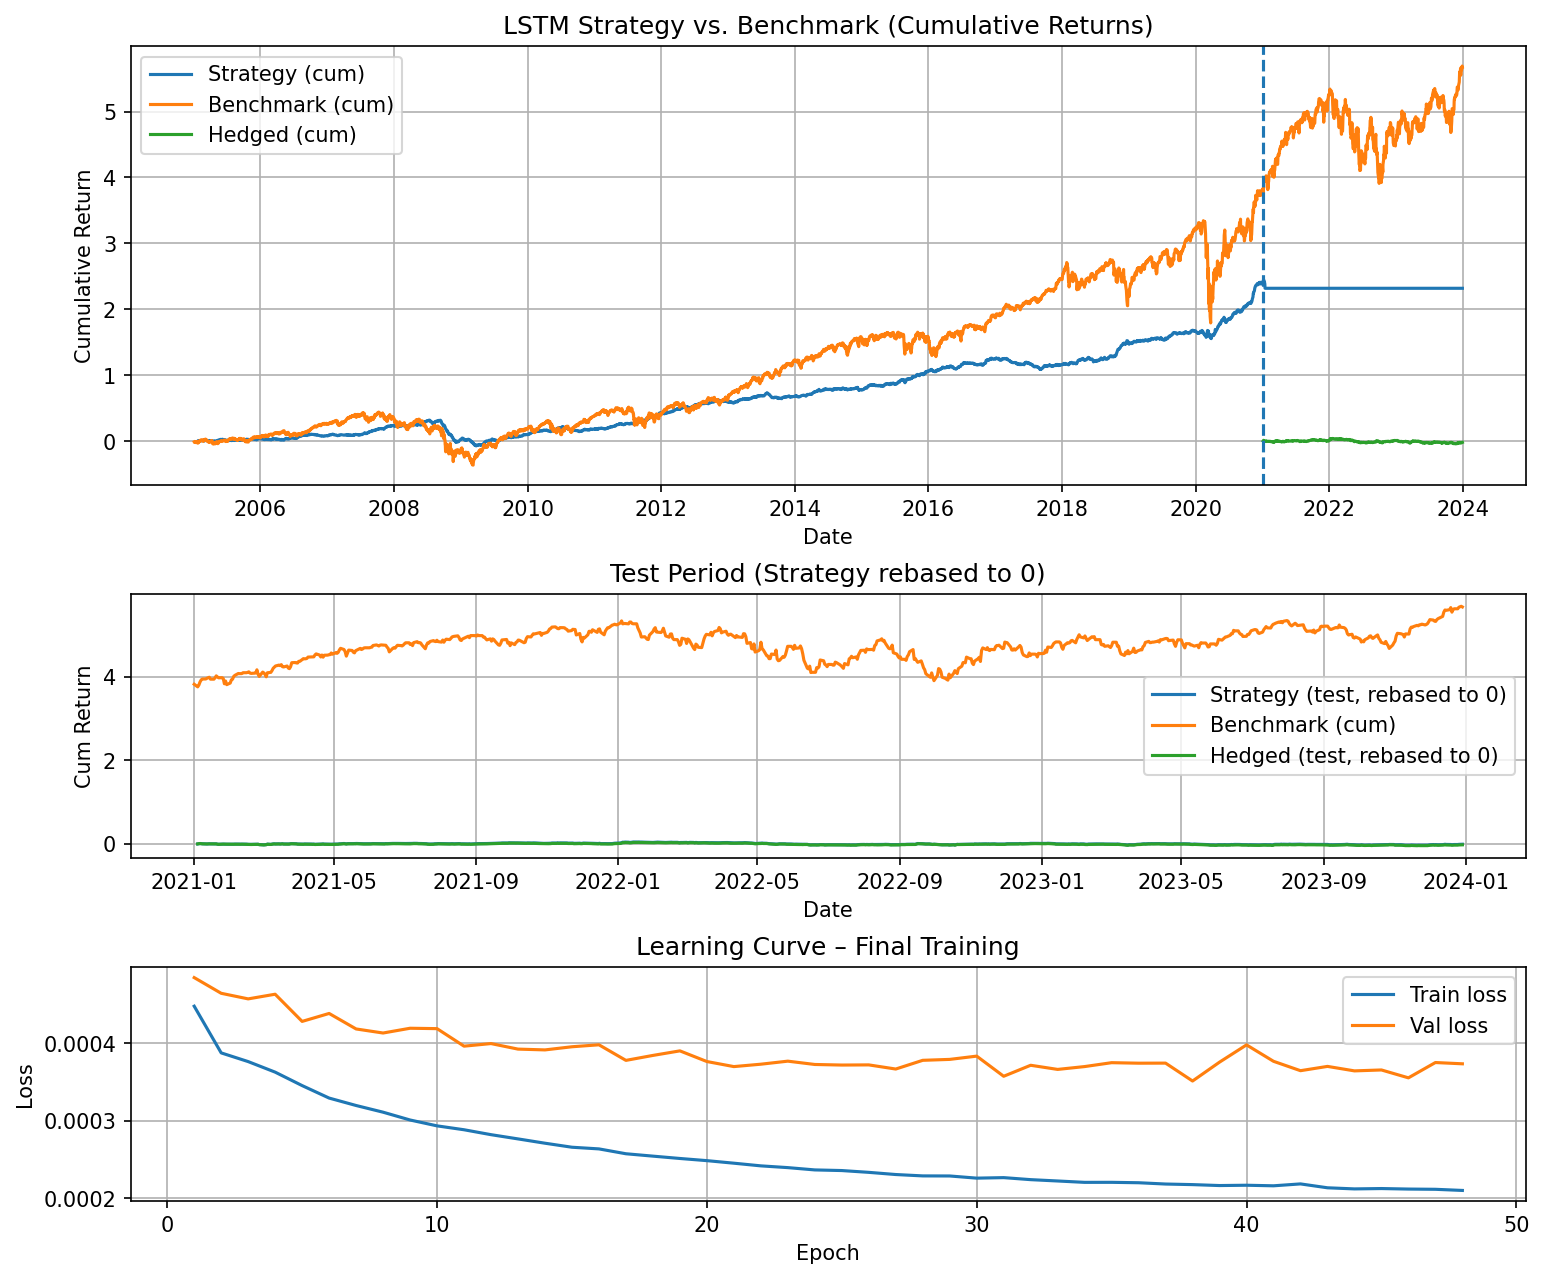 LSTM Strategy vs. Benchmark (Cumulative Returns)
Strategy (cum)
Benchmark (cum)
Hedged (cum)
Cumulative Return
5
4
3
2
1
0
2006 2008 2010 2012 2014 2016 2018 2020 2022 2024
Date
Test Period (Strategy rebased to 0)
Strategy (test, rebased to 0)
Benchmark (cum)
Hedged (test, rebased to 0)
Cum Return
4
2
0
2021-01 2021-05 2021-09 2022-01 2022-05 2022-09 2023-01 2023-05 2023-09 2024-01
Date
Learning Curve – Final Training
Train loss
Val loss
Loss
0.0004
0.0003
0.0002
0 10 20 30 40 50
Epoch